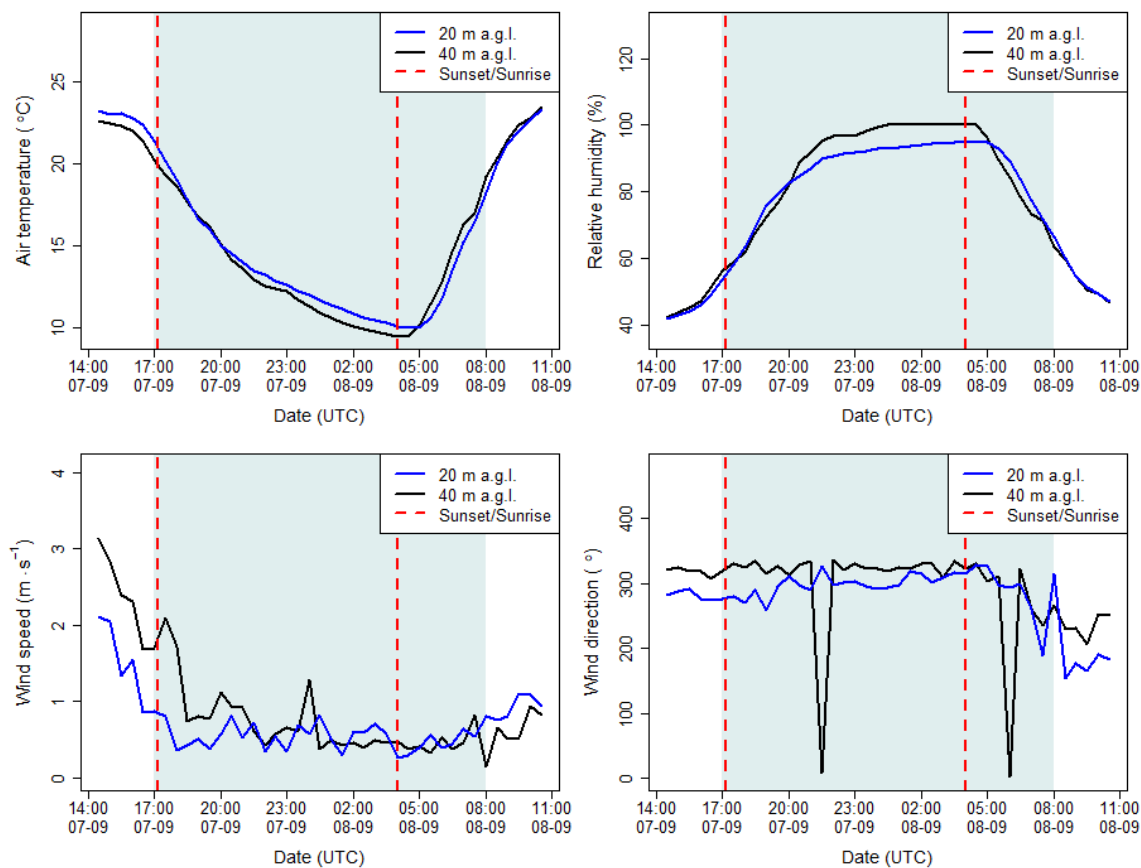 20 m a.g.l.
40 m a.g.l.
Sunset/Sunrise
Air temperature ( °C)
25
20
15
10
14:00 17:00 20:00 23:00 02:00 05:00 08:00 11:00
07-09 07-09 07-09 07-09 08-09 08-09 08-09 08-09
Date (UTC)
20 m a.g.l.
40 m a.g.l.
Sunset/Sunrise
Relative humidity (%)
120
100
80
60
40
14:00 17:00 20:00 23:00 02:00 05:00 08:00 11:00
07-09 07-09 07-09 07-09 08-09 08-09 08-09 08-09
Date (UTC)
20 m a.g.l.
40 m a.g.l.
Sunset/Sunrise
Wind speed (m · s⁻¹)
4
3
2
1
0
14:00 17:00 20:00 23:00 02:00 05:00 08:00 11:00
07-09 07-09 07-09 07-09 08-09 08-09 08-09 08-09
Date (UTC)
20 m a.g.l.
40 m a.g.l.
Sunset/Sunrise
Wind direction ( °)
400
300
200
100
0
14:00 17:00 20:00 23:00 02:00 05:00 08:00 11:00
07-09 07-09 07-09 07-09 08-09 08-09 08-09 08-09
Date (UTC)